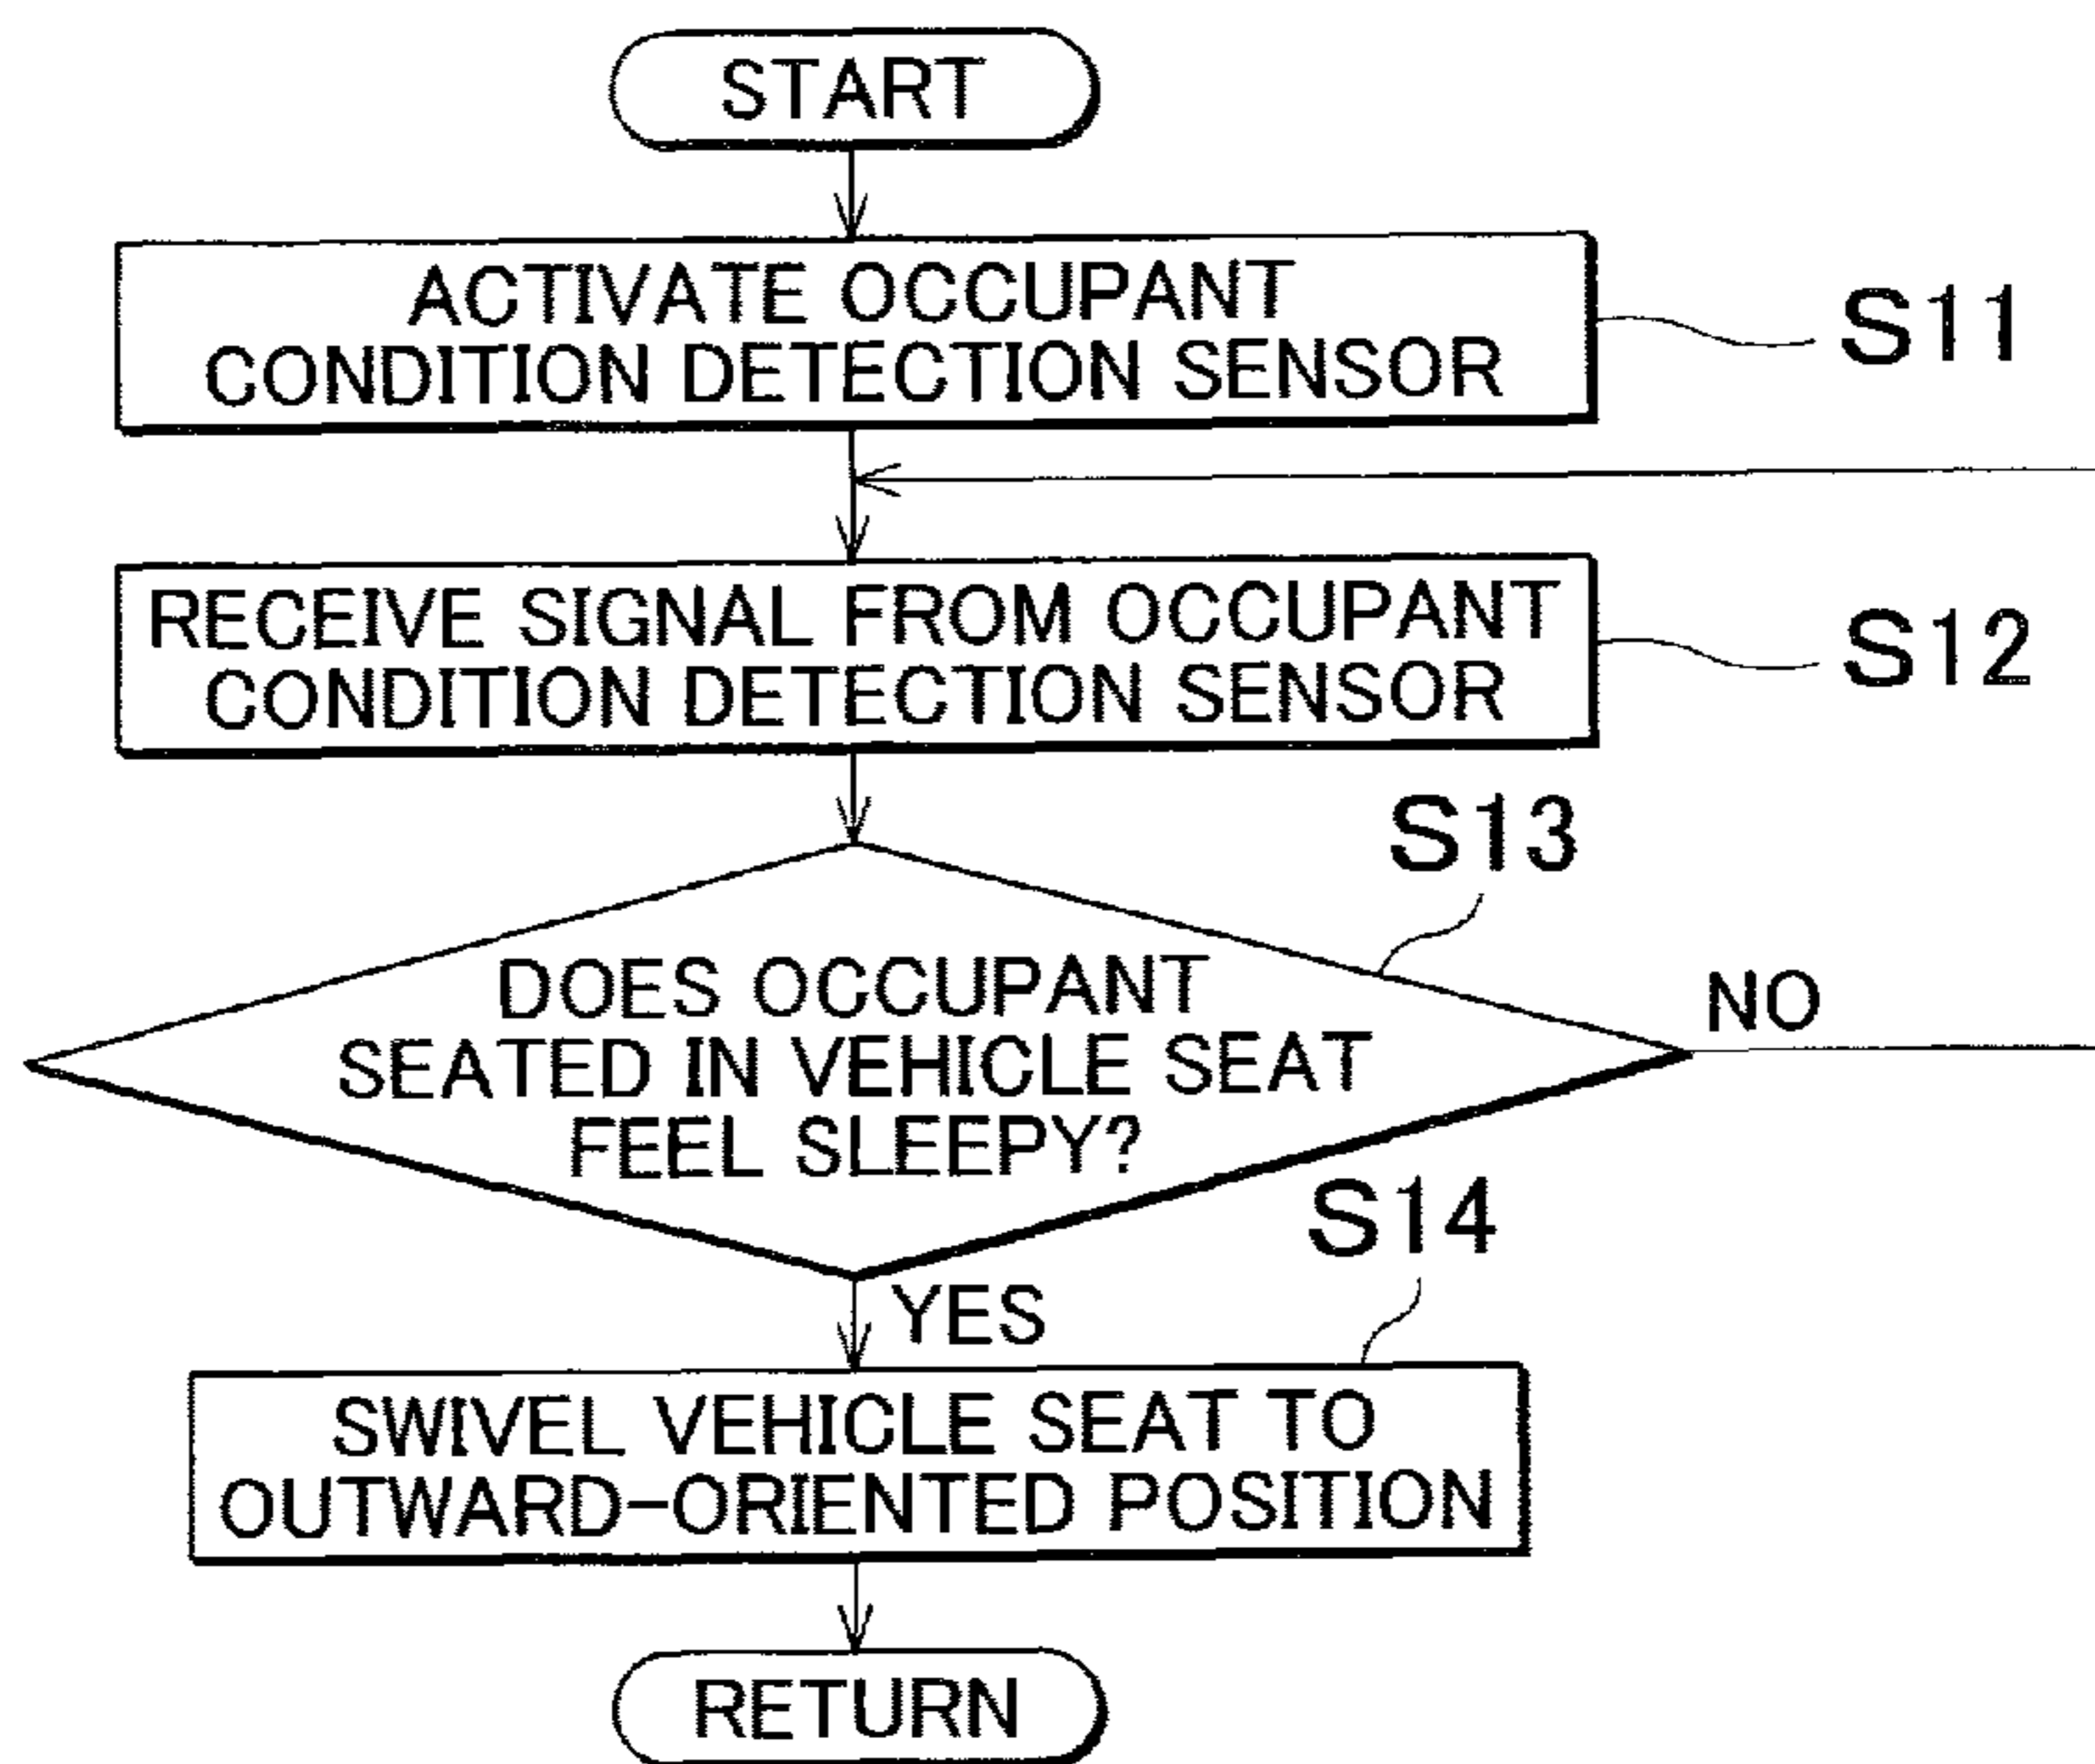 START
ACTIVATE OCCUPANT
CONDITION DETECTION SENSOR
S11
RECEIVE SIGNAL FROM OCCUPANT
CONDITION DETECTION SENSOR
S12
S13
DOES OCCUPANT
SEATED IN VEHICLE SEAT
FEEL SLEEPY?
NO
YES
S14
SWIVEL VEHICLE SEAT TO
OUTWARD-ORIENTED POSITION
RETURN